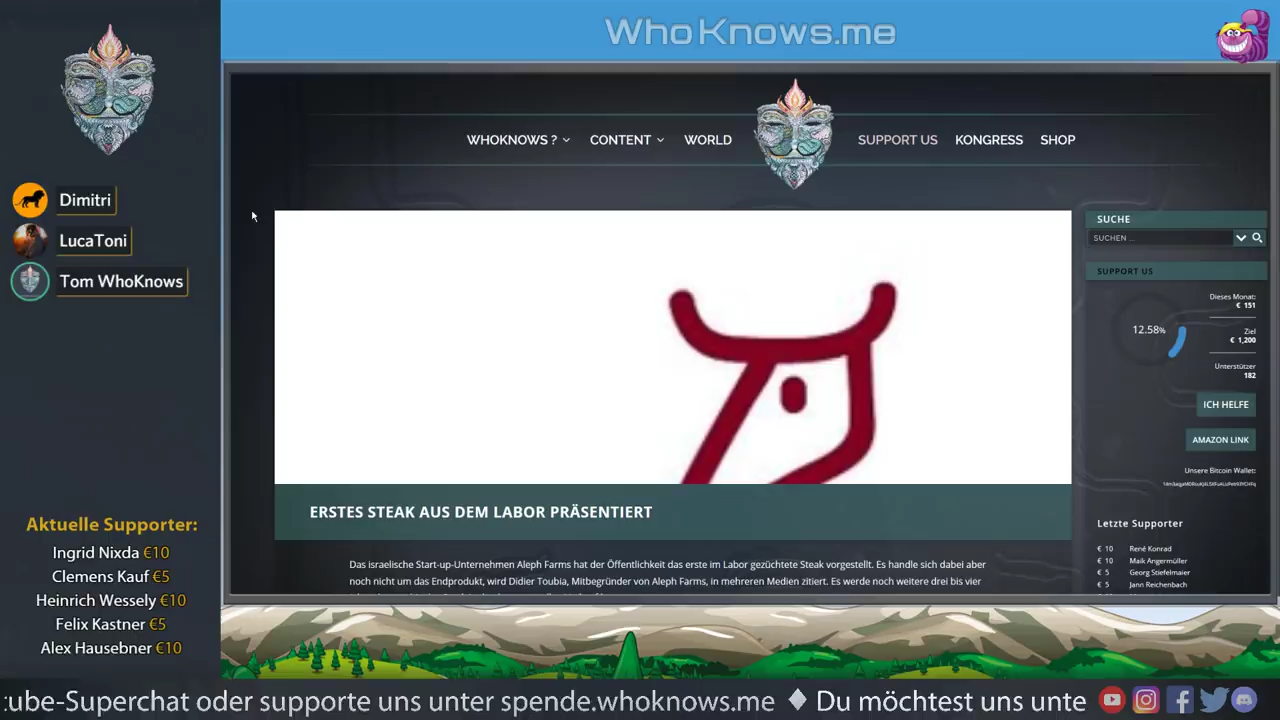 WhoKnows.me
WHOKNOWS ?
CONTENT
WORLD
SUPPORT US
KONGRESS
SHOP
Dimitri
LucaToni
Tom WhoKnows
SUCHE
SUCHEN ...
SUPPORT US
Dieses Monat:
€ 151
12.58%
Ziel
€ 1,200
Unterstützer
182
ICH HELFE
AMAZON LINK
Unsere Bitcoin Wallet:
ERSTES STEAK AUS DEM LABOR PRÄSENTIERT
Das israelische Start-up-Unternehmen Aleph Farms hat der Öffentlichkeit das erste im Labor gezüchtete Steak vorgestellt. Es handle sich dabei aber
noch nicht um das Endprodukt, wird Didier Toubia, Mitbegründer von Aleph Farms, in mehreren Medien zitiert. Es werde noch weitere drei bis vier
Letzte Supporter
€ 10 René Konrad
€ 10 Maik Angermüller
€ 5 Georg Stiefelmaier
€ 5 Jann Reichenbach
Aktuelle Supporter:
Ingrid Nixda €10
Clemens Kauf €5
Heinrich Wessely €10
Felix Kastner €5
Alex Hausebner €10
:ube-Superchat oder supporte uns unter spende.whoknows.me ♦ Du möchtest uns unte